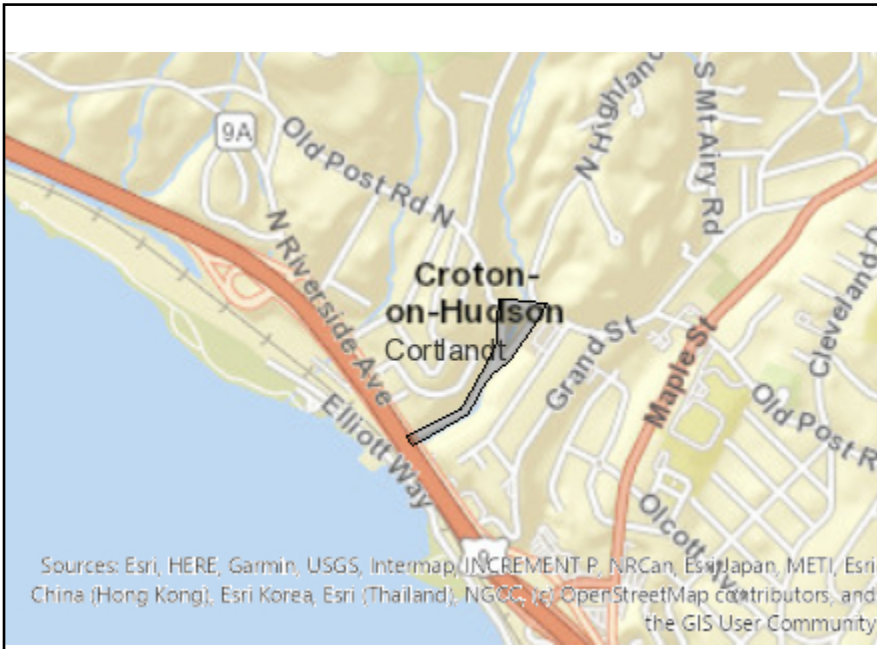 9A
Old Post Rd N
N Highland
S Mt Airy Rd
N Riverside Ave
Croton-
on-Hudson
Cortlandt
Grand St
Maple St
Cleveland D
Elliott Way
Old Post R
Olcott
9
Sources: Esri, HERE, Garmin, USGS, Intermap, INCREMENT P, NRCan, Esri Japan, METI, Esri
China (Hong Kong), Esri Korea, Esri (Thailand), NGCC, (c) OpenStreetMap contributors, and
the GIS User Community